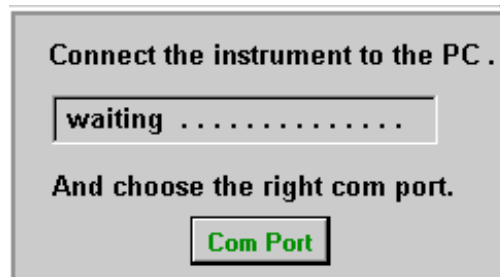 Connect the instrument to the PC .
waiting . . . . . . . . . . . . . .
And choose the right com port.
Com Port